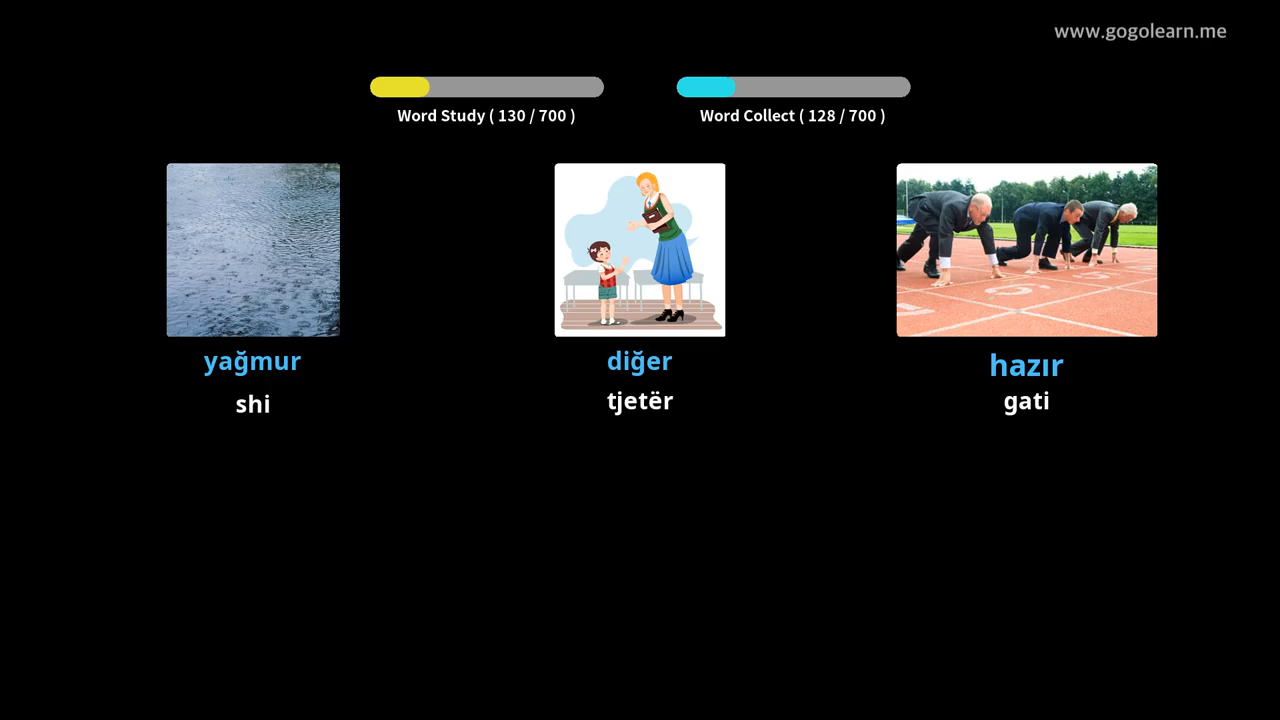 www.gogolearn.me
Word Study ( 130 / 700 )
Word Collect ( 128 / 700 )
yağmur
shi
diğer
tjetër
hazır
gati